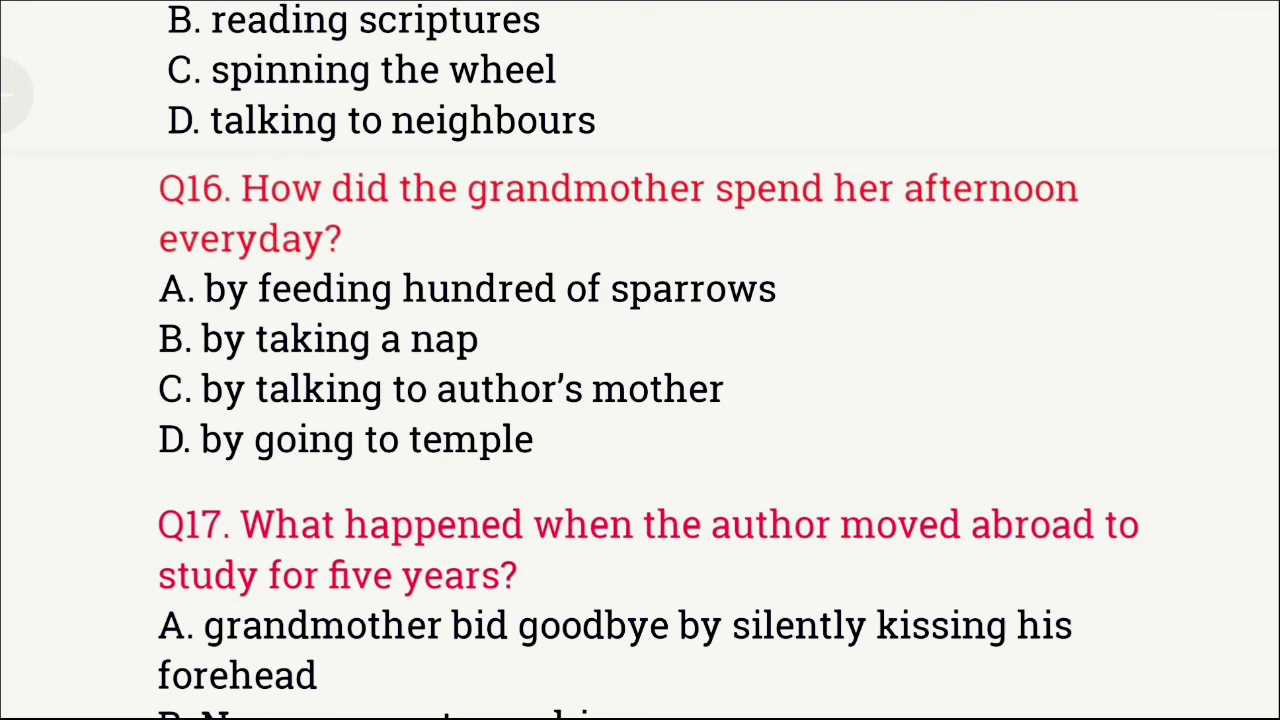 B. reading scriptures
C. spinning the wheel
D. talking to neighbours
Q16. How did the grandmother spend her afternoon
everyday?
A. by feeding hundred of sparrows
B. by taking a nap
C. by talking to author's mother
D. by going to temple
Q17. What happened when the author moved abroad to
study for five years?
A. grandmother bid goodbye by silently kissing his
forehead